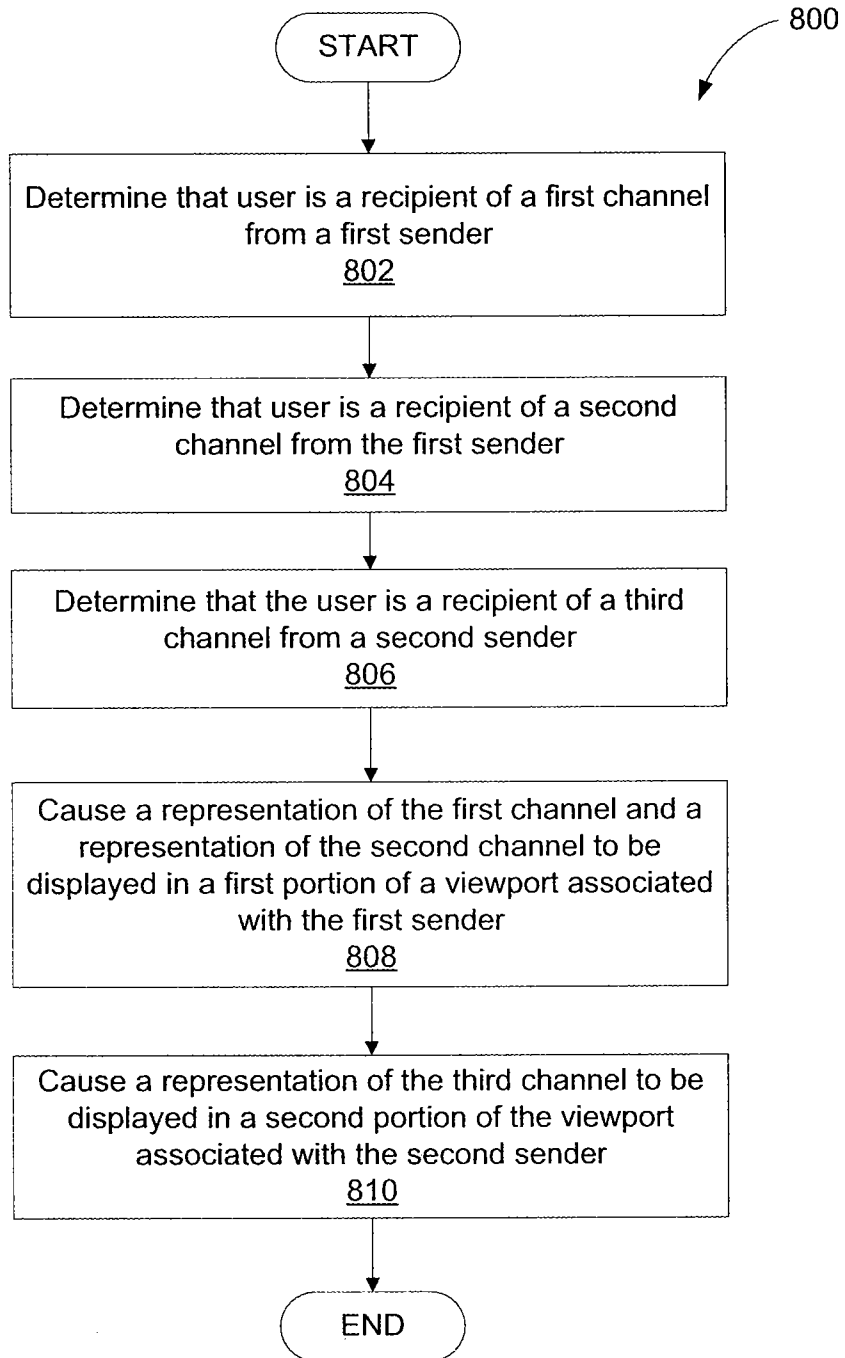 800
START
Determine that user is a recipient of a first channel
from a first sender
802
Determine that user is a recipient of a second
channel from the first sender
804
Determine that the user is a recipient of a third
channel from a second sender
806
Cause a representation of the first channel and a
representation of the second channel to be
displayed in a first portion of a viewport associated
with the first sender
808
Cause a representation of the third channel to be
displayed in a second portion of the viewport
associated with the second sender
810
END